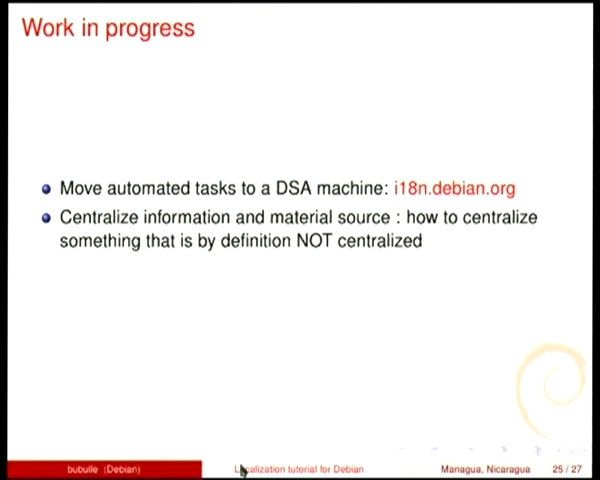 Work in progress
Move automated tasks to a DSA machine: i18n.debian.org
Centralize information and material source : how to centralize
something that is by definition NOT centralized
bubulle (Debian)
Localization tutorial for Debian
Managua, Nicaragua
25 / 27